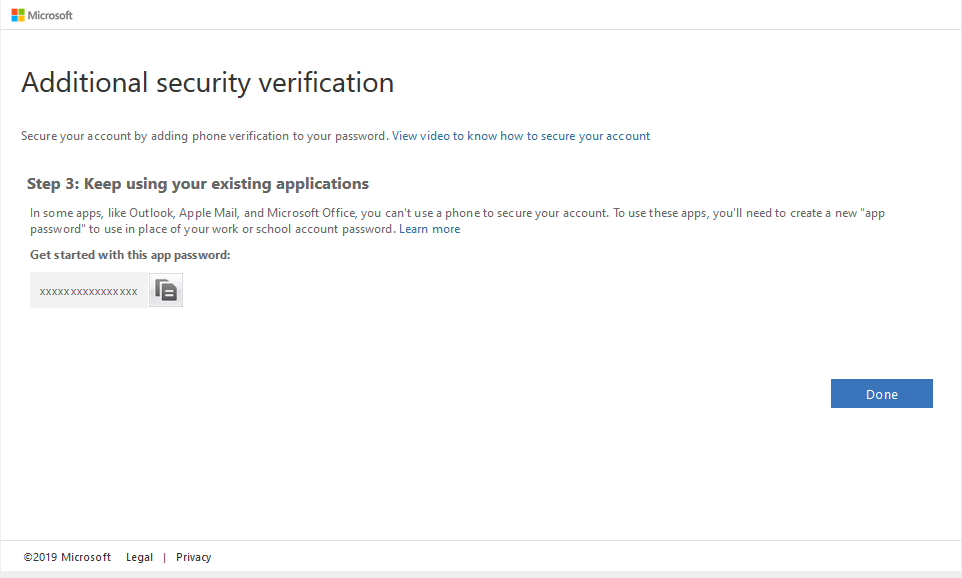 Microsoft
Additional security verification
Secure your account by adding phone verification to your password. View video to know how to secure your account
Step 3: Keep using your existing applications
In some apps, like Outlook, Apple Mail, and Microsoft Office, you can't use a phone to secure your account. To use these apps, you'll need to create a new "app
password" to use in place of your work or school account password. Learn more
Get started with this app password:
xxxxxxxxxxxxxxxx
Done
©2019 Microsoft Legal | Privacy